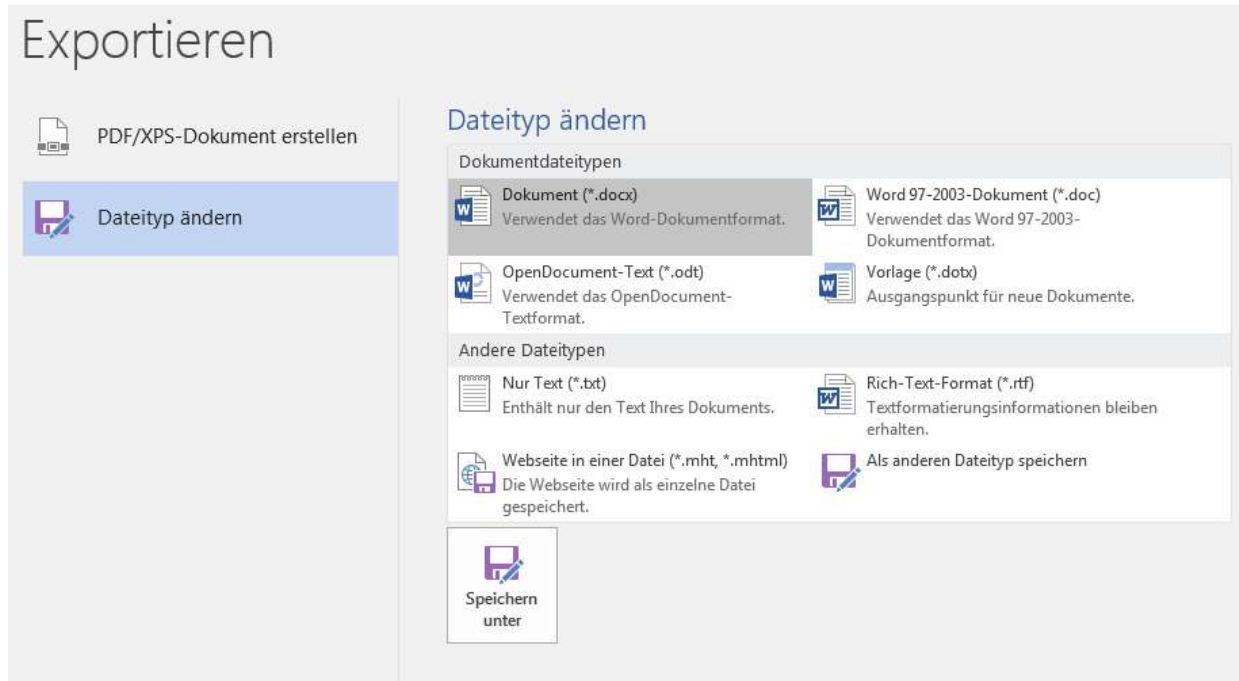 Exportieren
PDF/XPS-Dokument erstellen
Dateityp ändern
Dateityp ändern
Dokumentdateitypen
Dokument (*.docx)
Verwendet das Word-Dokumentformat.
Word 97-2003-Dokument (*.doc)
Verwendet das Word 97-2003-
Dokumentformat.
OpenDocument-Text (*.odt)
Verwendet das OpenDocument-
Textformat.
Vorlage (*.dotx)
Ausgangspunkt für neue Dokumente.
Andere Dateitypen
Nur Text (*.txt)
Enthält nur den Text Ihres Dokuments.
Rich-Text-Format (*.rtf)
Textformatierungsinformationen bleiben
erhalten.
Webseite in einer Datei (*.mht, *.mhtml)
Die Webseite wird als einzelne Datei
gespeichert.
Als anderen Dateityp speichern
Speichern
unter